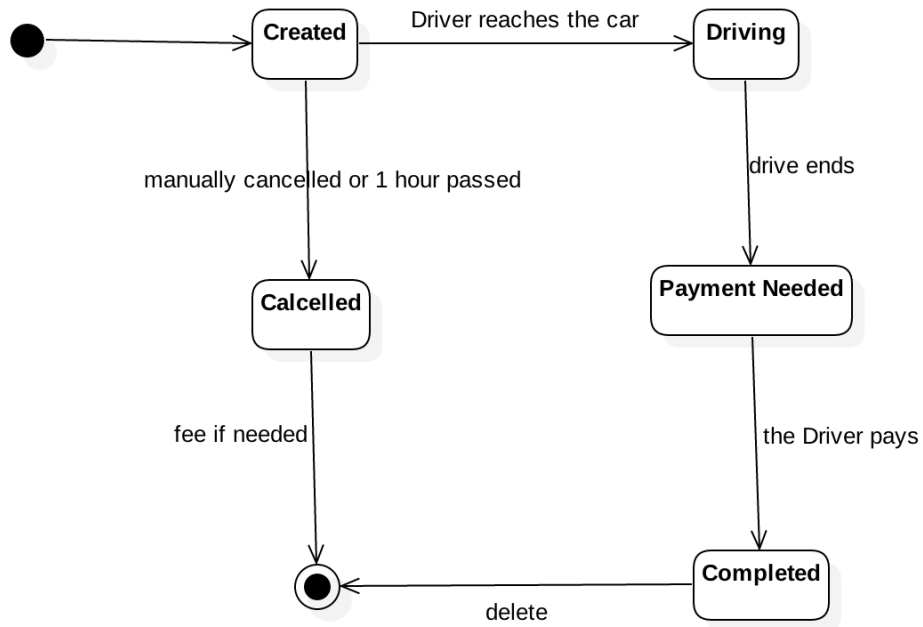 Created
Driver reaches the car
Driving
manually cancelled or 1 hour passed
drive ends
Calcelled
Payment Needed
fee if needed
the Driver pays
Completed
delete